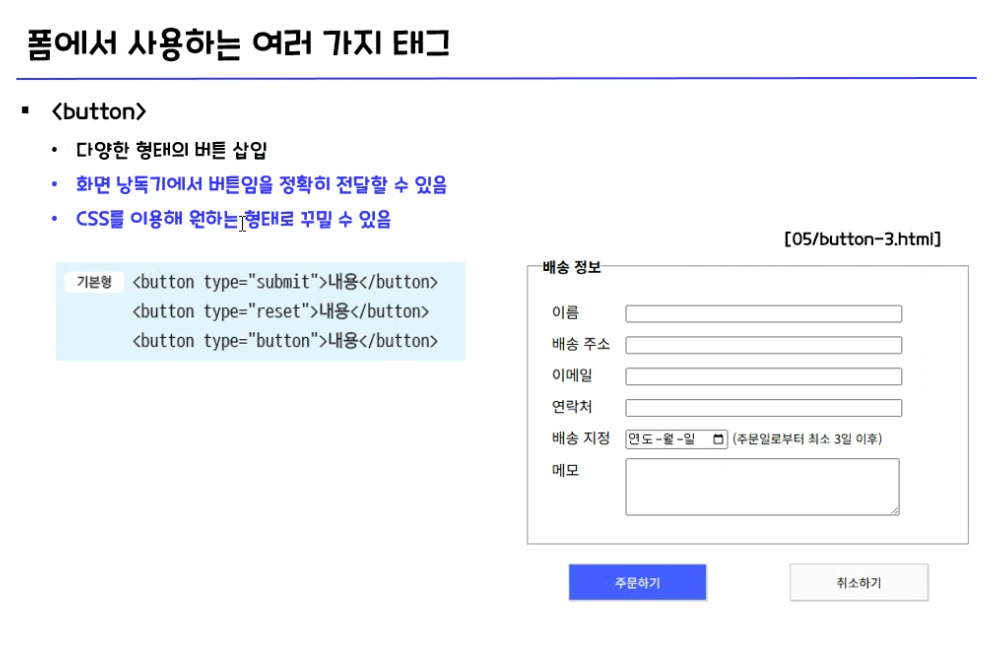 폼에서 사용하는 여러 가지 태그
▪ <button>
• 다양한 형태의 버튼 삽입
• 화면 낭독기에서 버튼임을 정확히 전달할 수 있음
• CSS를 이용해 원하는 형태로 꾸밀 수 있음
기본형 <button type="submit">내용</button>
<button type="reset">내용</button>
<button type="button">내용</button>
[05/button-3.html]
배송 정보
이름
배송 주소
이메일
연락처
배송 지정 연도-월-일 (주문일로부터 최소 3일 이후)
메모
주문하기 취소하기